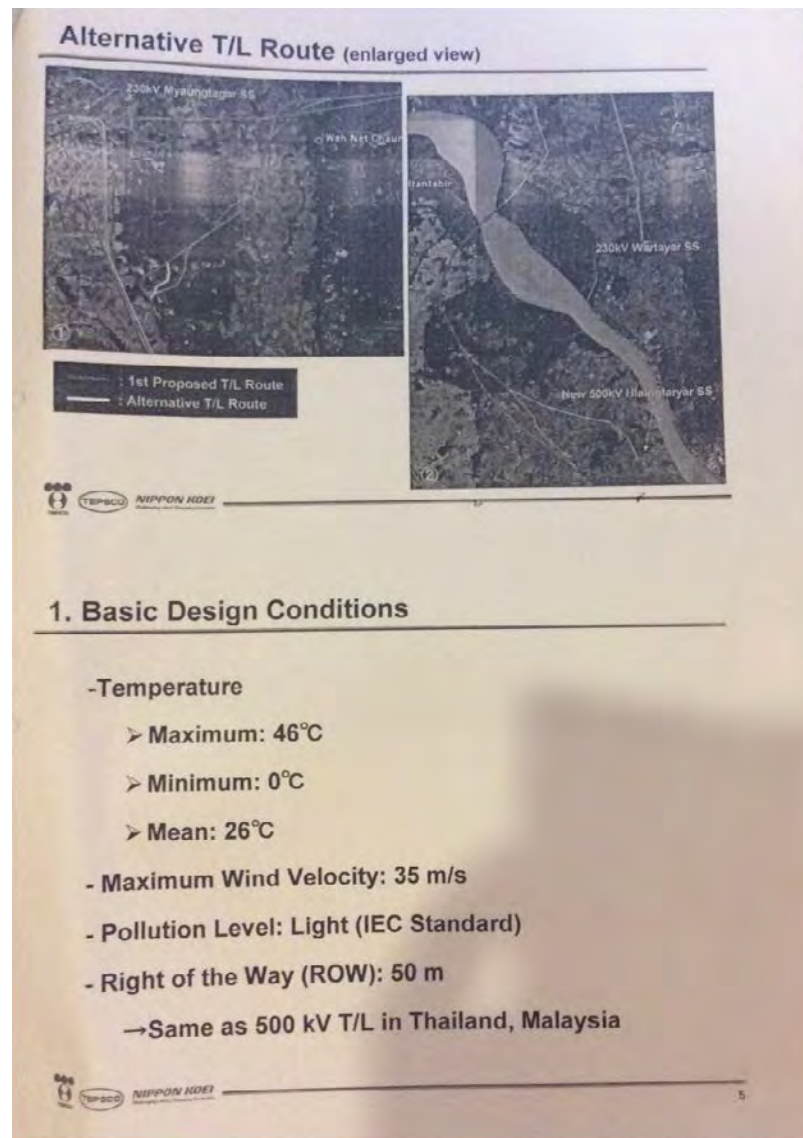 Alternative T/L Route (enlarged view)
230kV Myaungtagar SS
①
: 1st Proposed T/L Route
: Alternative T/L Route
230kV Wartayar SS
New 500kV Hlaingtaryar SS
②
TEPSCO NIPPON KOEI
1. Basic Design Conditions
-Temperature
➢ Maximum: 46℃
➢ Minimum: 0℃
➢ Mean: 26℃
- Maximum Wind Velocity: 35 m/s
- Pollution Level: Light (IEC Standard)
- Right of the Way (ROW): 50 m
→Same as 500 kV T/L in Thailand, Malaysia
TEPSCO NIPPON KOEI
5